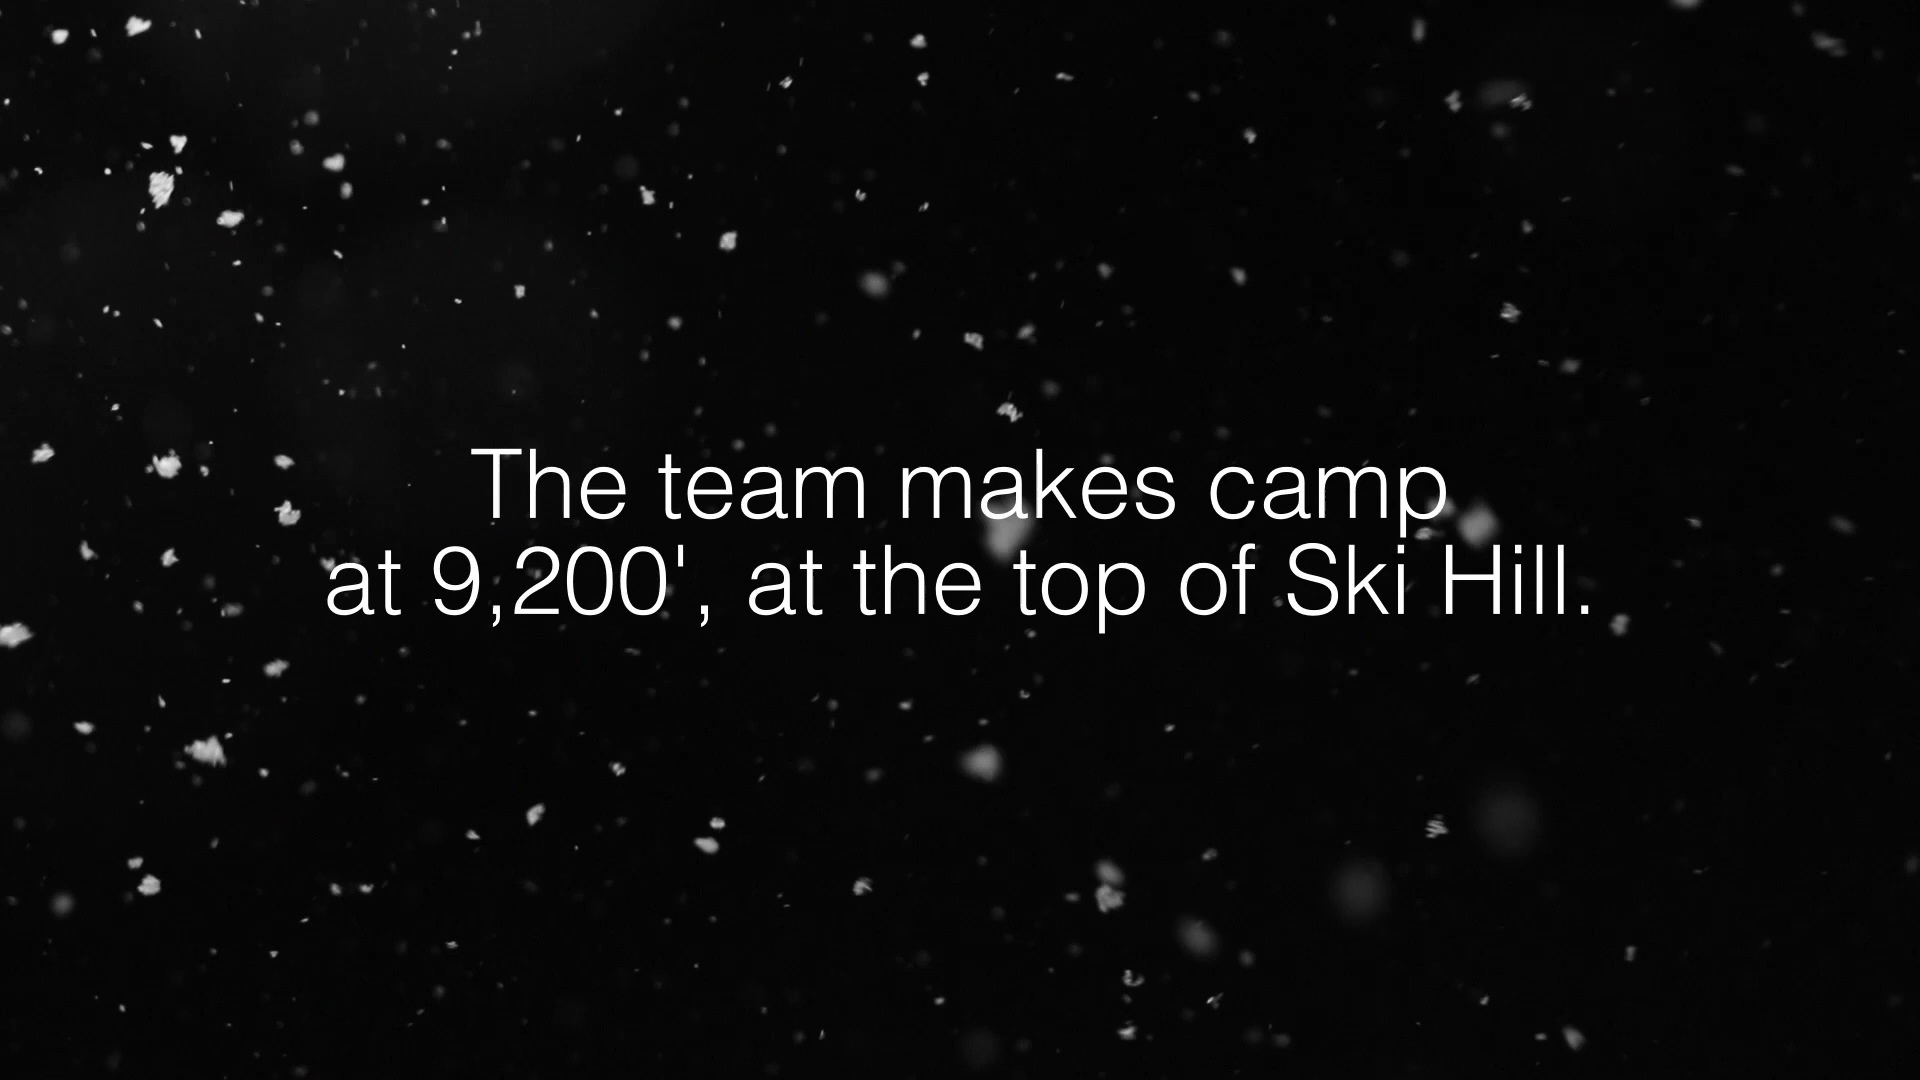 The team makes camp
at 9,200', at the top of Ski Hill.